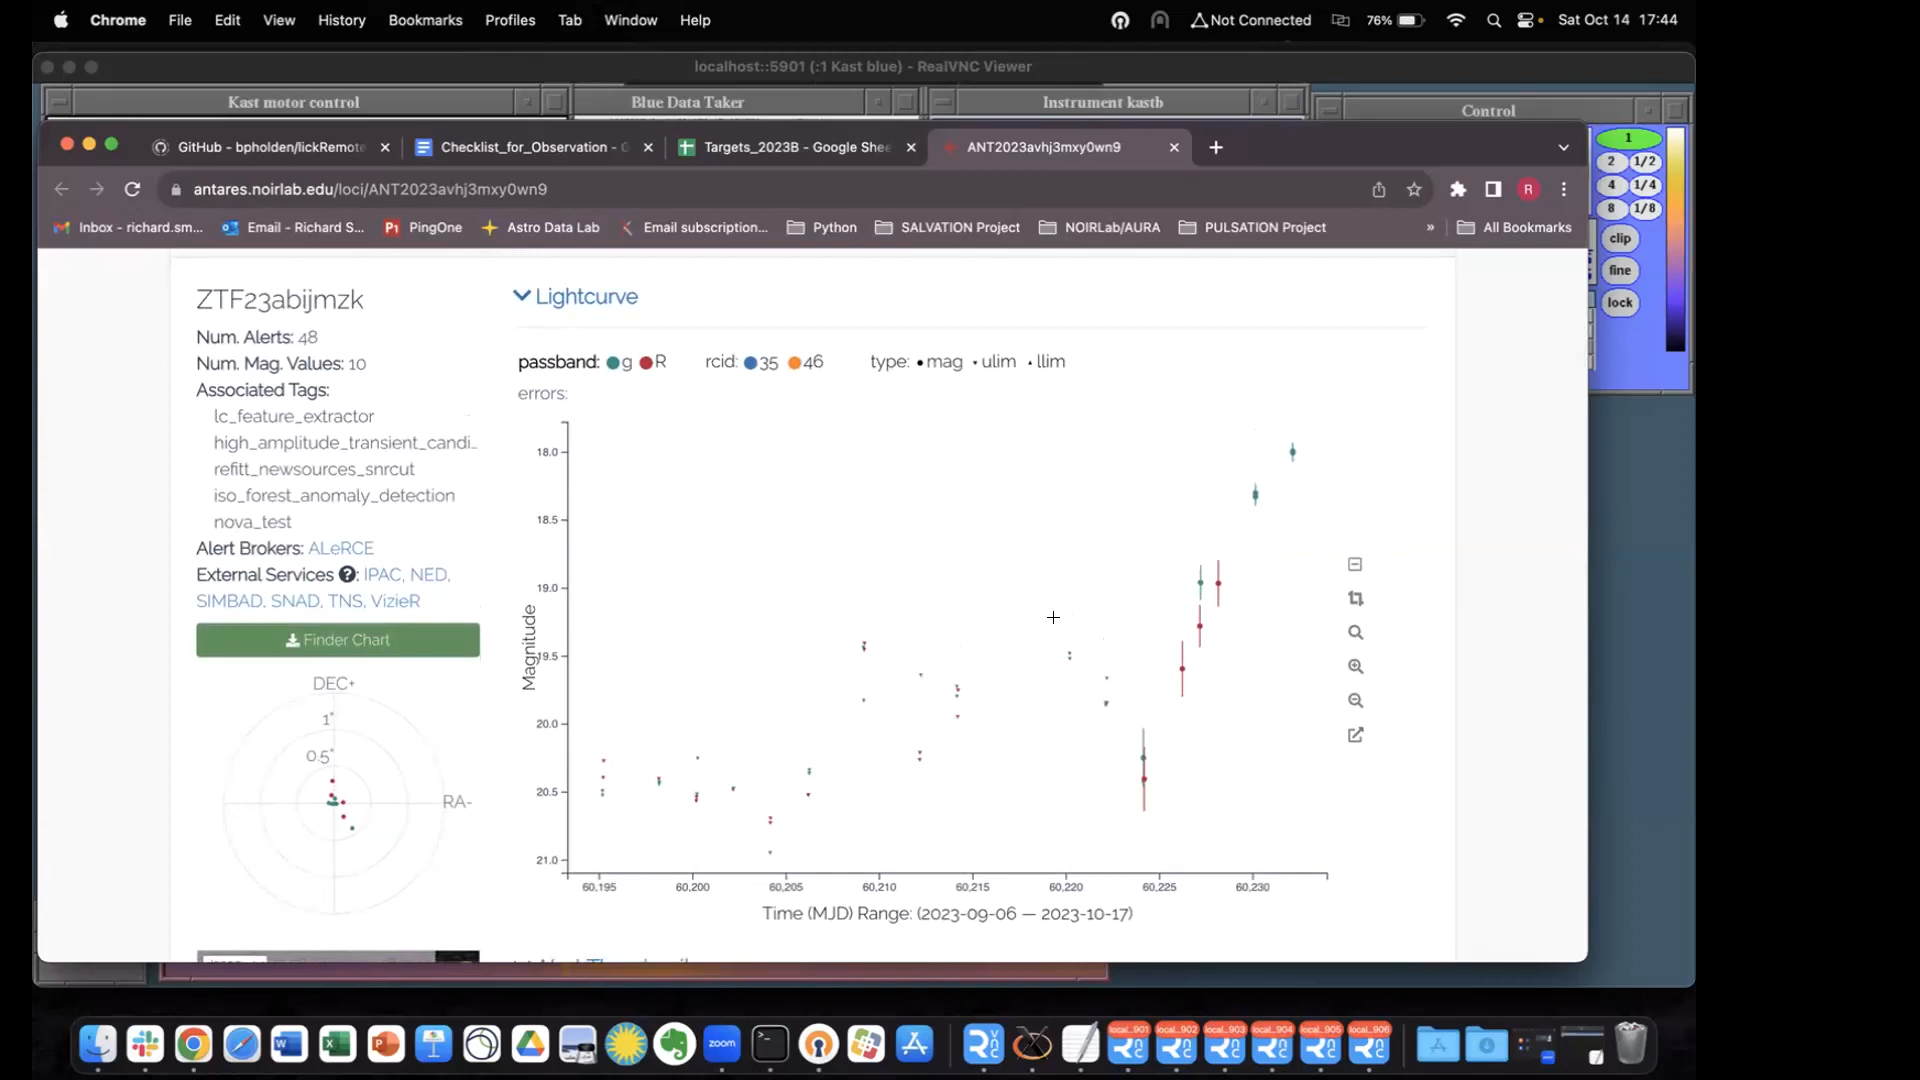 Chrome File Edit View History Bookmarks Profiles Tab Window Help Not Connected 76% Sat Oct 14 17:44
localhost::5901 (:1 Kast blue) - RealVNC Viewer
Kast motor control Blue Data Taker Instrument kastb Control
GitHub - bpholden/lickRemote Checklist_for_Observation - G Targets_2023B - Google Shee ANT2023avhj3mxy0wn9
antares.noirlab.edu/loci/ANT2023avhj3mxy0wn9 R
Inbox - richard.sm... Email - Richard S... PingOne Astro Data Lab Email subscription... Python SALVATION Project NOIRLab/AURA PULSATION Project » All Bookmarks
1
2 1/2
4 1/4
8 1/8
clip
fine
lock
ZTF23abijmzk
Num. Alerts: 48
Num. Mag. Values: 10
Associated Tags:
lc_feature_extractor
high_amplitude_transient_candi...
refitt_newsources_snrcut
iso_forest_anomaly_detection
nova_test
Alert Brokers: ALeRCE
External Services ?: IPAC, NED,
SIMBAD, SNAD, TNS, VizieR
Finder Chart
DEC+
1"
0.5"
RA-
Lightcurve
passband: g R rcid: 35 46 type: mag ulim llim
errors:
Magnitude
18.0
18.5
19.0
19.5
20.0
20.5
21.0
60,195 60,200 60,205 60,210 60,215 60,220 60,225 60,230
Time (MJD) Range: (2023-09-06 — 2023-10-17)
zoom
local_901 local_902 local_903 local_904 local_905 local_906